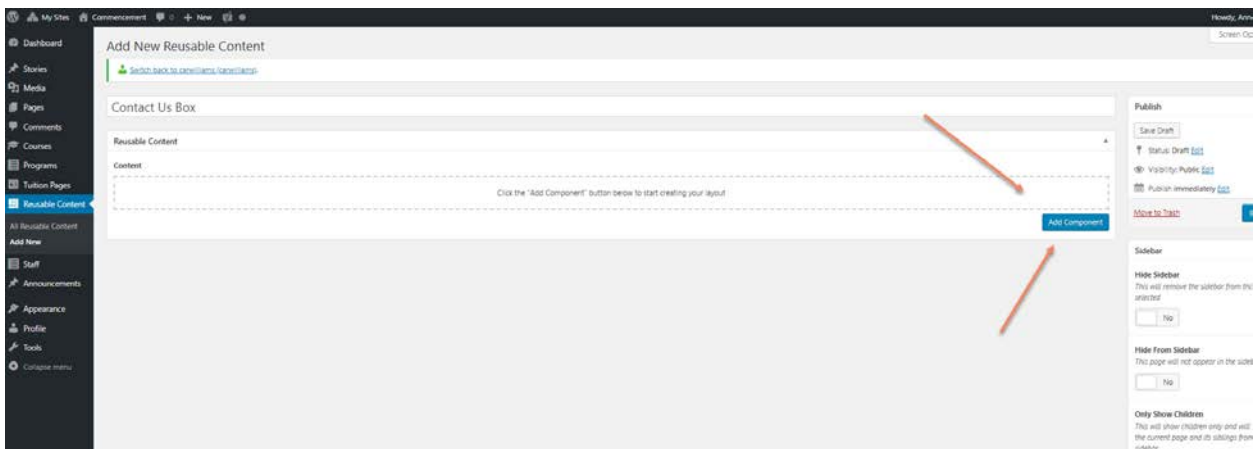 My Sites Commencement 0 + New
Howdy, Ann
Screen Op
Dashboard
Stories
Media
Pages
Comments
Courses
Programs
Tuition Pages
Reusable Content
All Reusable Content
Add New
Staff
Announcements
Appearance
Profile
Tools
Collapse menu
Add New Reusable Content
Switch back to
Contact Us Box
Reusable Content
Content
Click the "Add Component" button below to start creating your layout
Add Component
Publish
Save Draft
Status: Draft Edit
Visibility: Public Edit
Publish immediately Edit
Move to Trash
Sidebar
Hide Sidebar
This will remove the sidebar from this
selected
No
Hide From Sidebar
This page will not appear in the sideb
No
Only Show Children
This will show children only and will
the current page and its siblings from
sidebar